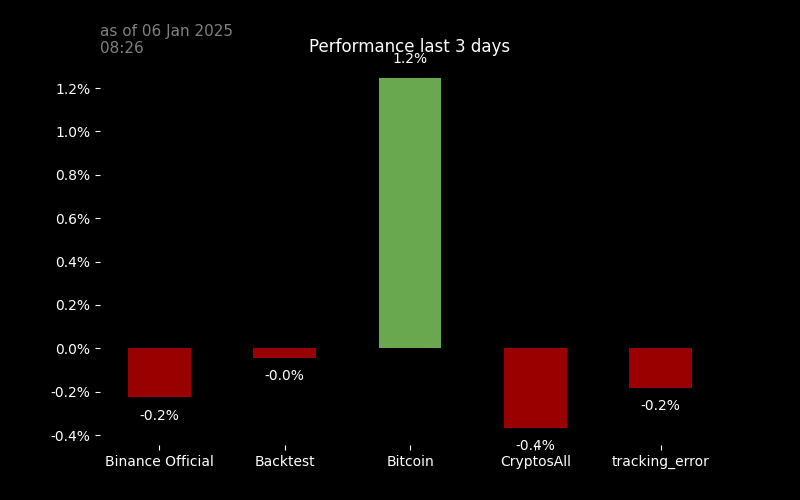 as of 06 Jan 2025
08:26
Performance last 3 days
1.2%
1.2%
1.0%
0.8%
0.6%
0.4%
0.2%
0.0%
-0.2%
-0.4%
-0.2%
-0.0%
-0.4%
-0.2%
Binance Official
Backtest
Bitcoin
CryptosAll
tracking_error